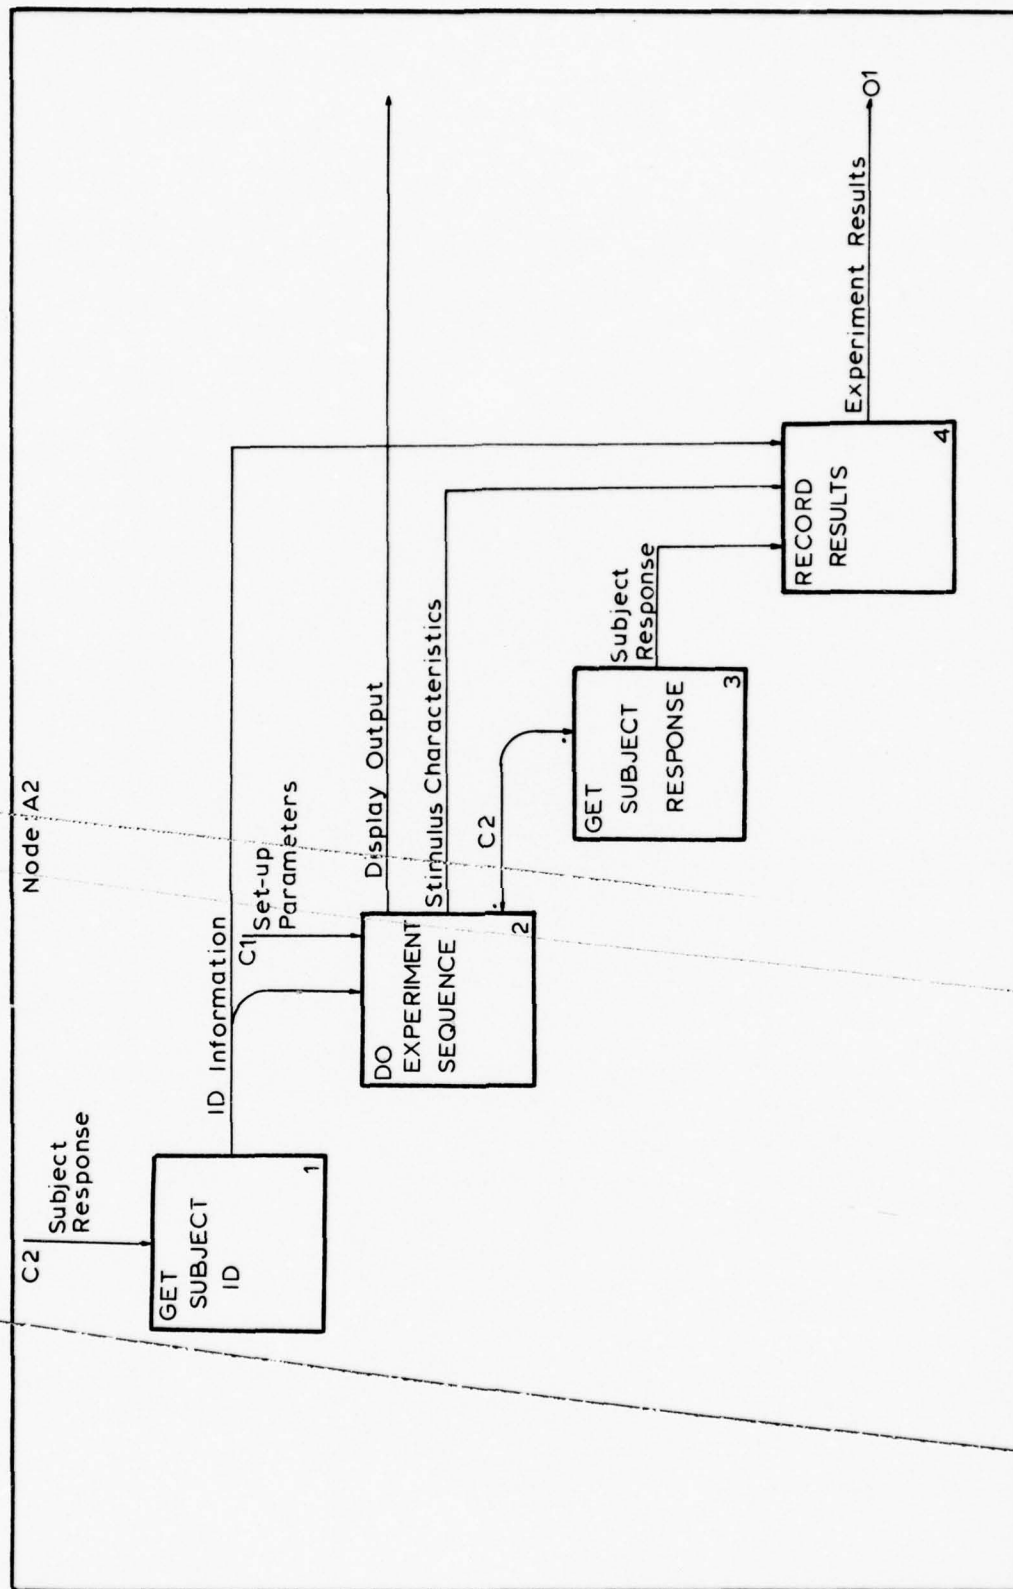 Node A2
C2
Subject
Response
GET
SUBJECT
ID
1
ID Information
C1
Set-up
Parameters
DO
EXPERIMENT
SEQUENCE
2
Display Output
Stimulus Characteristics
C2
GET
SUBJECT
RESPONSE
3
Subject
Response
RECORD
RESULTS
4
Experiment Results
O1